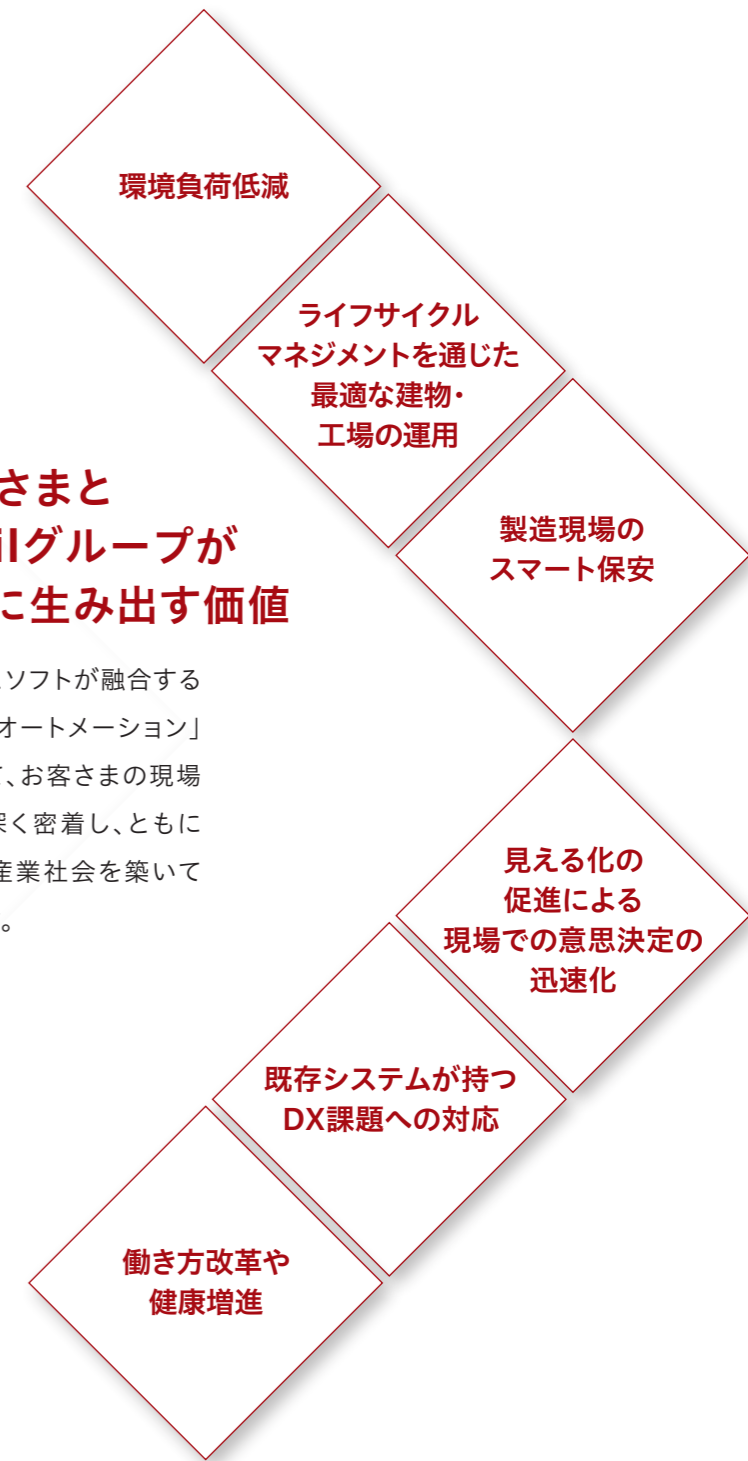 環境負荷低減
ライフサイクル
マネジメントを通じた
最適な建物・
工場の運用
製造現場の
スマート保安
さまと
ilグループが
に生み出す価値
ソフトが融合する
オートメーション」
、お客さまの現場
深く密着し、ともに
産業社会を築いて
。
見える化の
促進による
現場での意思決定の
迅速化
既存システムが持つ
DX課題への対応
働き方改革や
健康増進